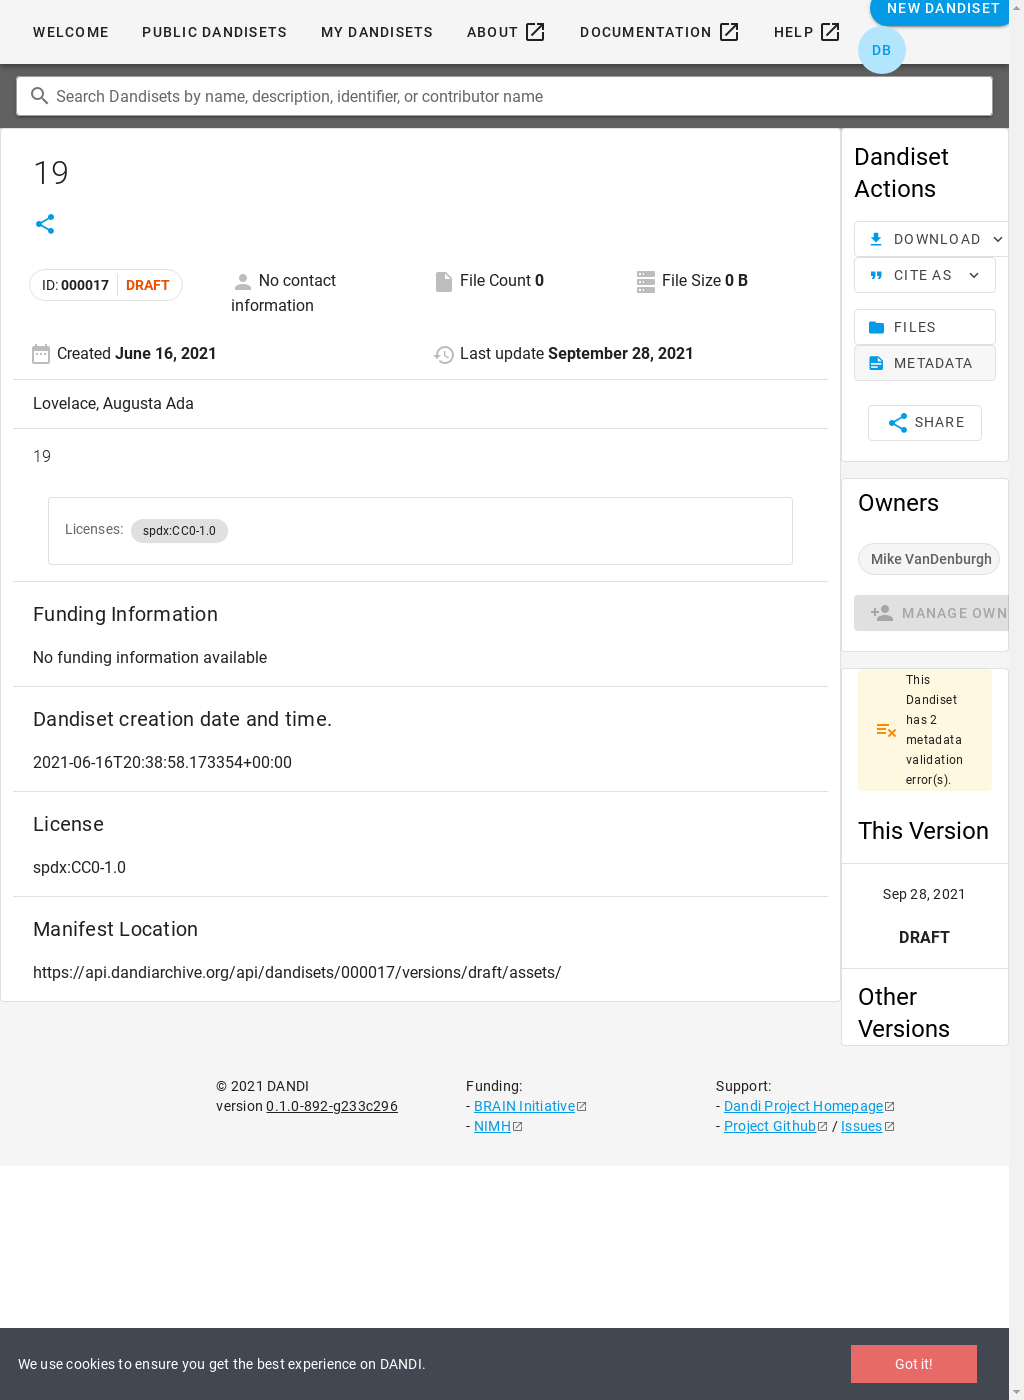 WELCOME
PUBLIC DANDISETS
MY DANDISETS
ABOUT
DOCUMENTATION
HELP
NEW DANDISET
DB
Search Dandisets by name, description, identifier, or contributor name
19
ID: 000017 DRAFT
No contact
information
File Count 0
File Size 0 B
Created June 16, 2021
Last update September 28, 2021
Lovelace, Augusta Ada
19
Licenses: spdx:CC0-1.0
Funding Information
No funding information available
Dandiset creation date and time.
2021-06-16T20:38:58.173354+00:00
License
spdx:CC0-1.0
Manifest Location
https://api.dandiarchive.org/api/dandisets/000017/versions/draft/assets/
Dandiset
Actions
DOWNLOAD
CITE AS
FILES
METADATA
SHARE
Owners
Mike VanDenburgh
MANAGE OWN
This
Dandiset
has 2
metadata
validation
error(s).
This Version
Sep 28, 2021
DRAFT
Other
Versions
© 2021 DANDI
version 0.1.0-892-g233c296
Funding:
- BRAIN Initiative
- NIMH
Support:
- Dandi Project Homepage
- Project Github / Issues
We use cookies to ensure you get the best experience on DANDI.
Got it!